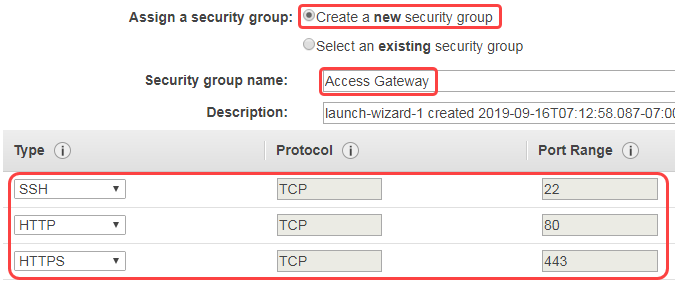 Assign a security group: Create a new security group
Select an existing security group
Security group name: Access Gateway
Description: launch-wizard-1 created 2019-09-16T07:12:58.087-07:00
Type i Protocol i Port Range i
SSH TCP 22
HTTP TCP 80
HTTPS TCP 443